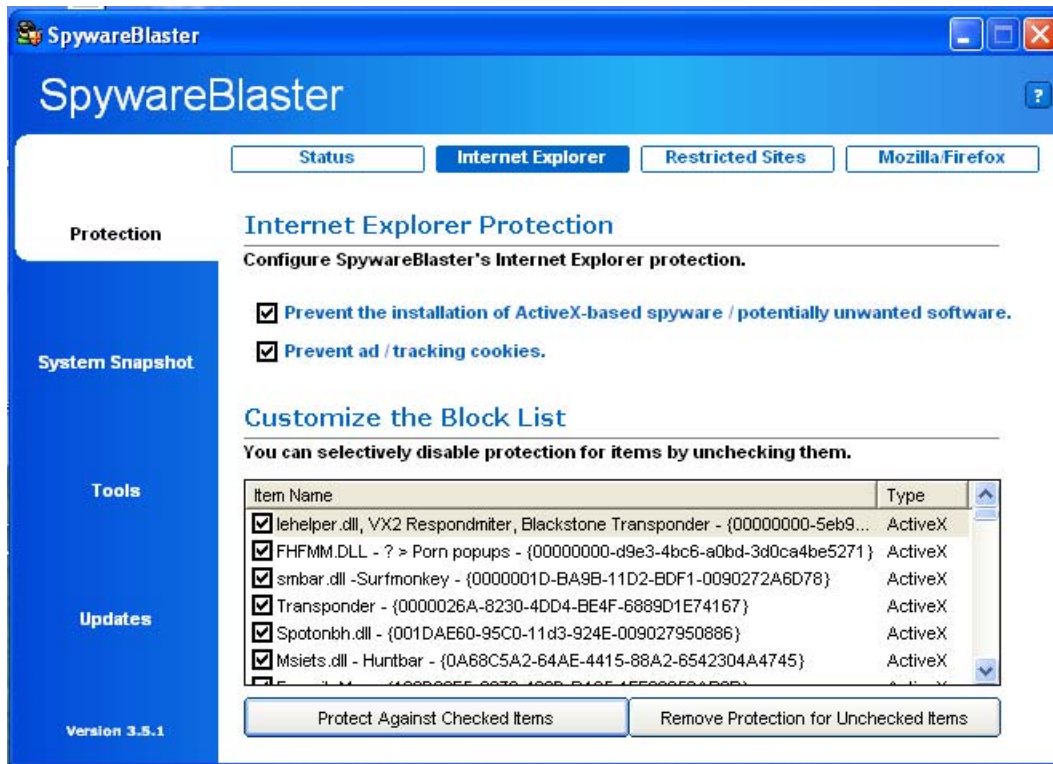 SpywareBlaster
SpywareBlaster
?
Status Internet Explorer Restricted Sites Mozilla/Firefox
Protection
System Snapshot
Tools
Updates
Version 3.5.1
Internet Explorer Protection
Configure SpywareBlaster's Internet Explorer protection.
Prevent the installation of ActiveX-based spyware / potentially unwanted software.
Prevent ad / tracking cookies.
Customize the Block List
You can selectively disable protection for items by unchecking them.
Item Name Type
Iehelper.dll, VX2 Respondmiter, Blackstone Transponder - {00000000-5eb9... ActiveX
FHFMM.DLL - ? > Porn popups - {00000000-d9e3-4bc6-a0bd-3d0ca4be5271} ActiveX
smbar.dll -Surfmonkey - {0000001D-BA9B-11D2-BDF1-0090272A6D78} ActiveX
Transponder - {0000026A-8230-4DD4-BE4F-6889D1E74167} ActiveX
Spotonbh.dll - {001DAE60-95C0-11d3-924E-009027950886} ActiveX
Msiets.dll - Huntbar - {0A68C5A2-64AE-4415-88A2-6542304A4745} ActiveX
Protect Against Checked Items Remove Protection for Unchecked Items